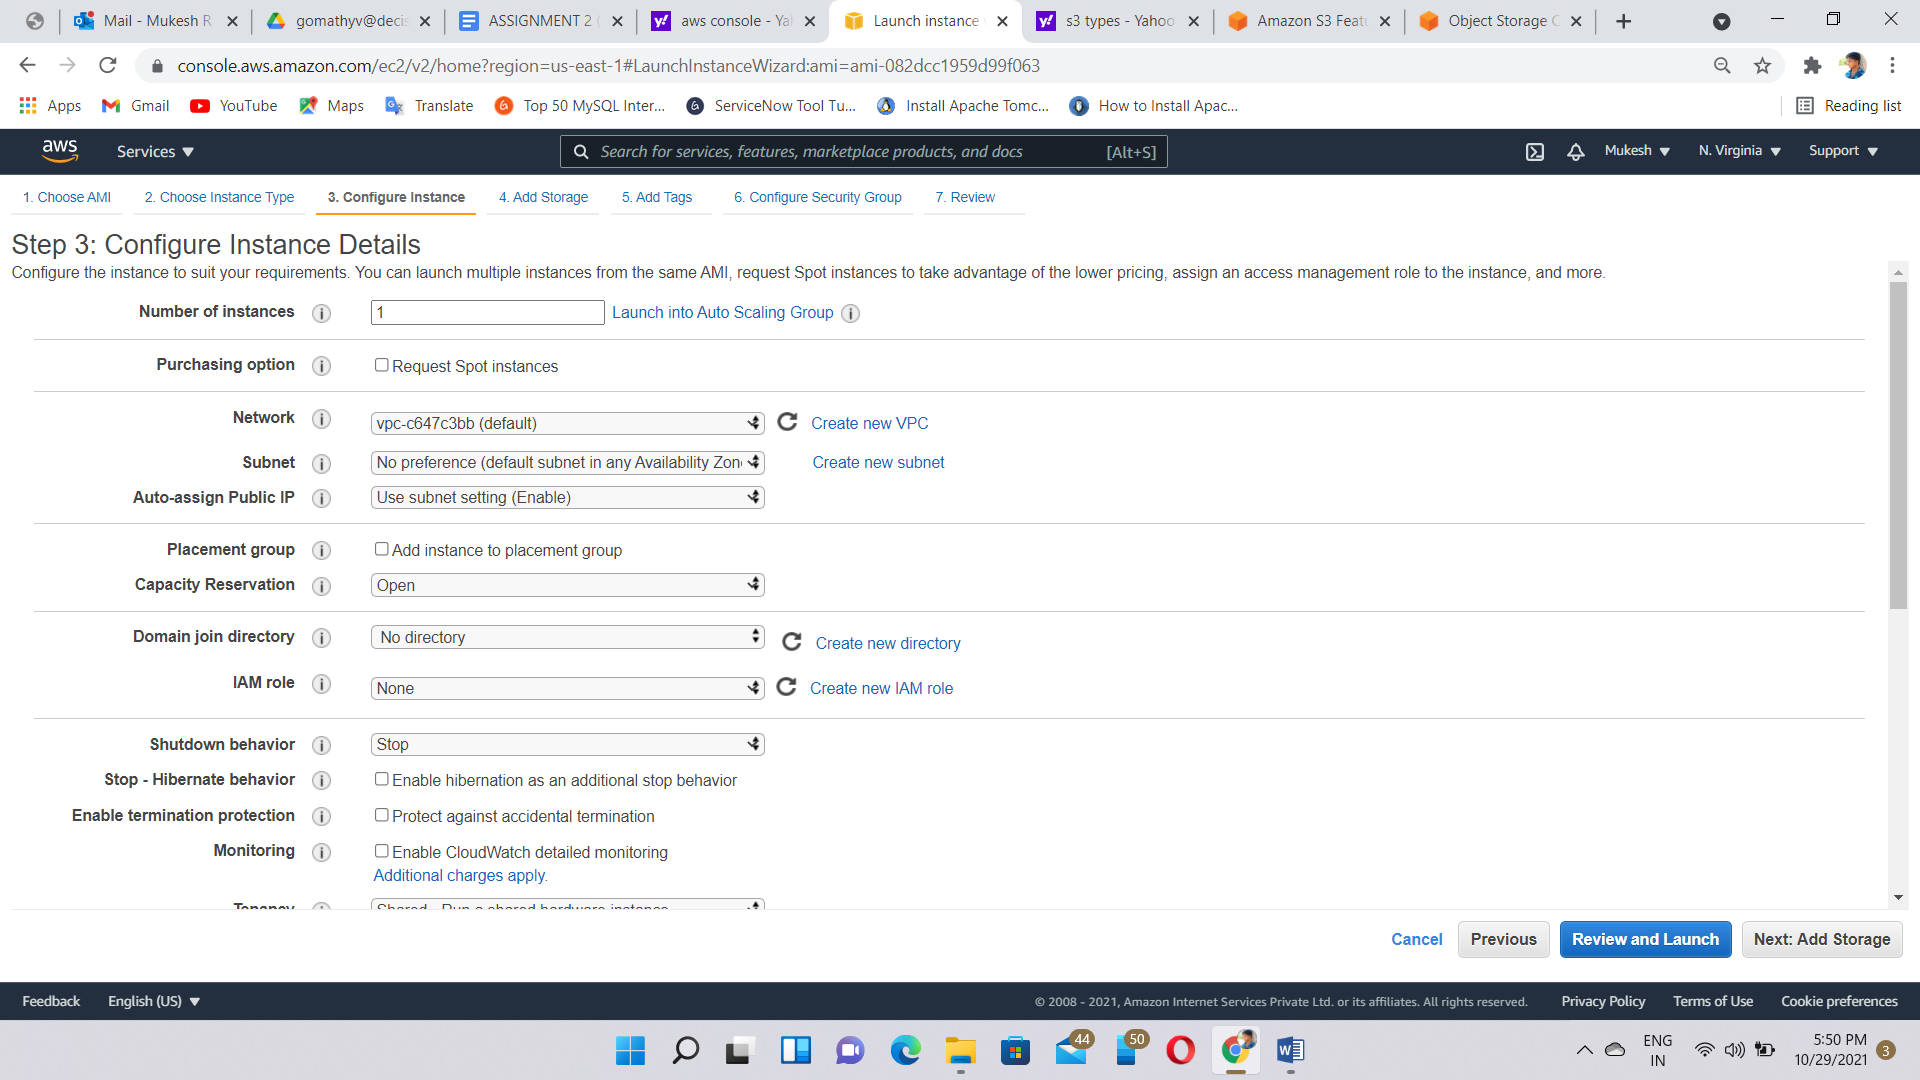 Mail - Mukesh R
gomathyv@decis
ASSIGNMENT 2 (
aws console - Ya
Launch instance
s3 types - Yahoo
Amazon S3 Feat
Object Storage C
console.aws.amazon.com/ec2/v2/home?region=us-east-1#LaunchInstanceWizard:ami=ami-082dcc1959d99f063
Apps
Gmail
YouTube
Maps
Translate
Top 50 MySQL Inter...
ServiceNow Tool Tu...
Install Apache Tomc...
How to Install Apac...
Reading list
aws
Services
Search for services, features, marketplace products, and docs
[Alt+S]
Mukesh
N. Virginia
Support
1. Choose AMI
2. Choose Instance Type
3. Configure Instance
4. Add Storage
5. Add Tags
6. Configure Security Group
7. Review
Step 3: Configure Instance Details
Configure the instance to suit your requirements. You can launch multiple instances from the same AMI, request Spot instances to take advantage of the lower pricing, assign an access management role to the instance, and more.
Number of instances
1
Launch into Auto Scaling Group
Purchasing option
Request Spot instances
Network
vpc-c647c3bb (default)
Create new VPC
Subnet
No preference (default subnet in any Availability Zon
Create new subnet
Auto-assign Public IP
Use subnet setting (Enable)
Placement group
Add instance to placement group
Capacity Reservation
Open
Domain join directory
No directory
Create new directory
IAM role
None
Create new IAM role
Shutdown behavior
Stop
Stop - Hibernate behavior
Enable hibernation as an additional stop behavior
Enable termination protection
Protect against accidental termination
Monitoring
Enable CloudWatch detailed monitoring
Additional charges apply.
Tenancy
Shared - Run a shared hardware instance
Cancel
Previous
Review and Launch
Next: Add Storage
Feedback
English (US)
© 2008 - 2021, Amazon Internet Services Private Ltd. or its affiliates. All rights reserved.
Privacy Policy
Terms of Use
Cookie preferences
44
50
ENG
IN
5:50 PM
10/29/2021
3